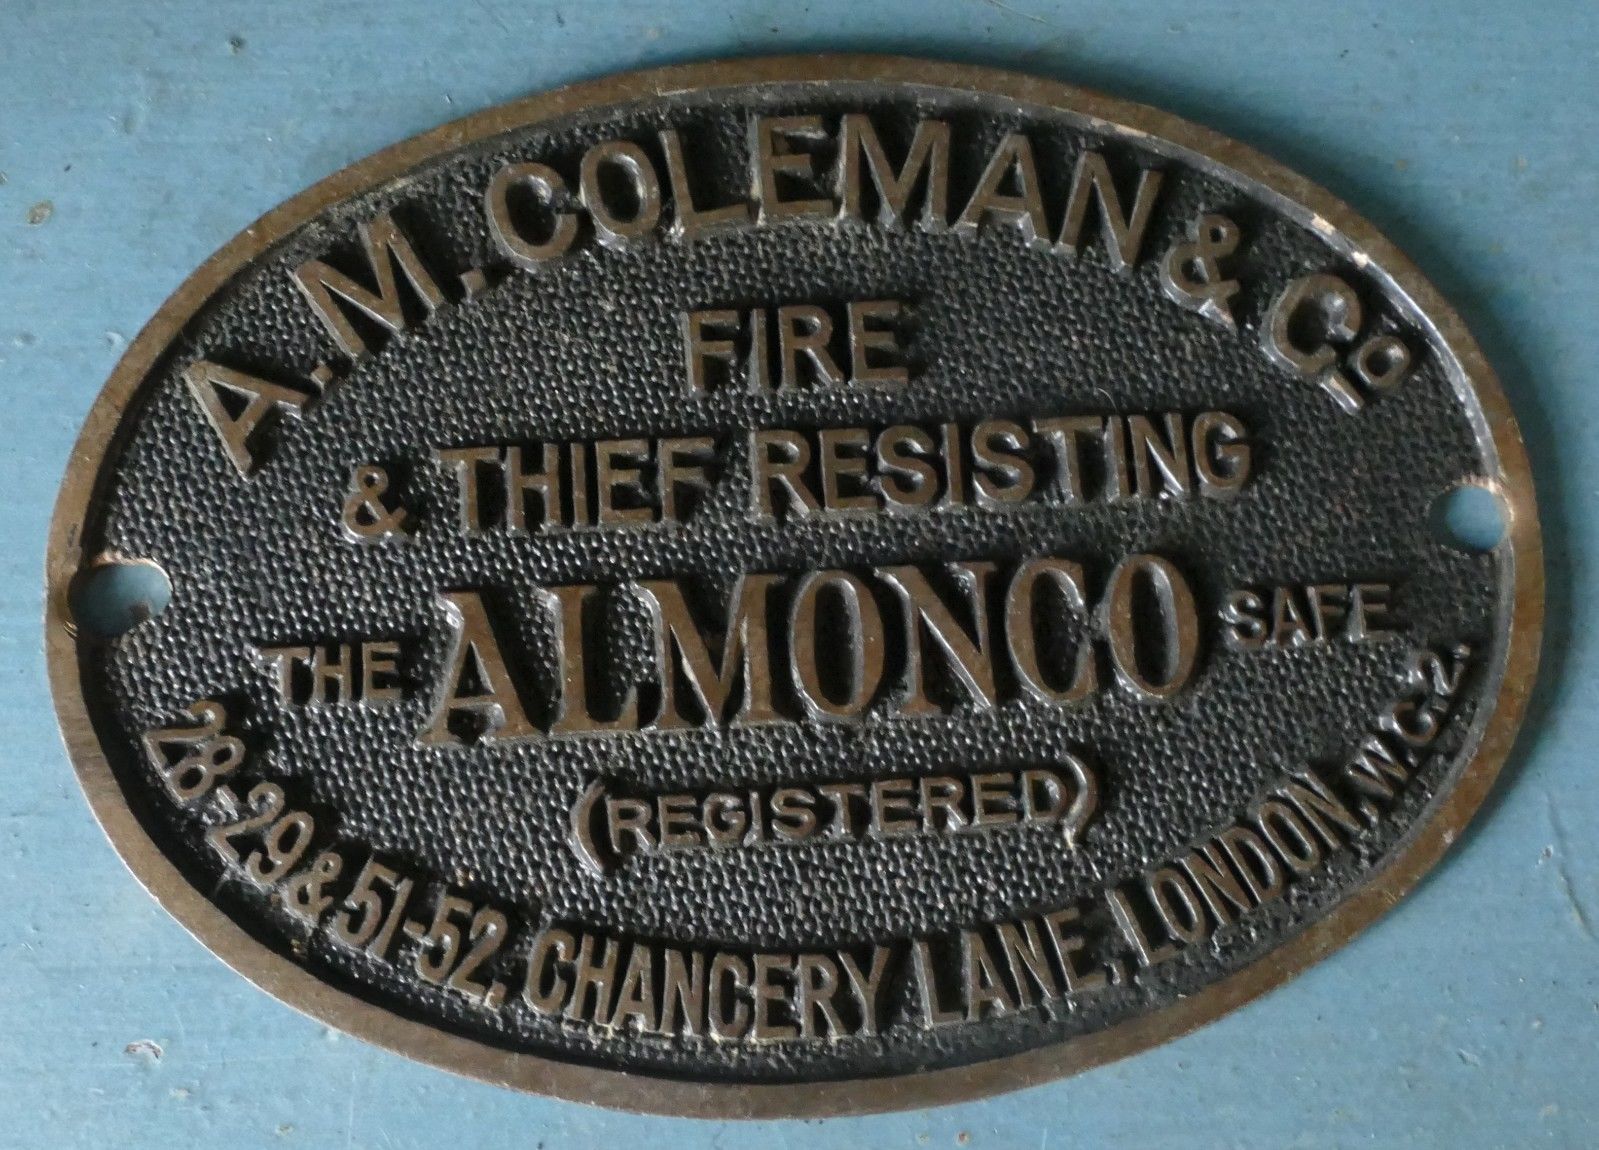 A.M. COLEMAN & Co
FIRE
& THIEF RESISTING
THE ALMONCO SAFE
(REGISTERED)
28-29 & 51-52, CHANCERY LANE, LONDON, W.C.2.